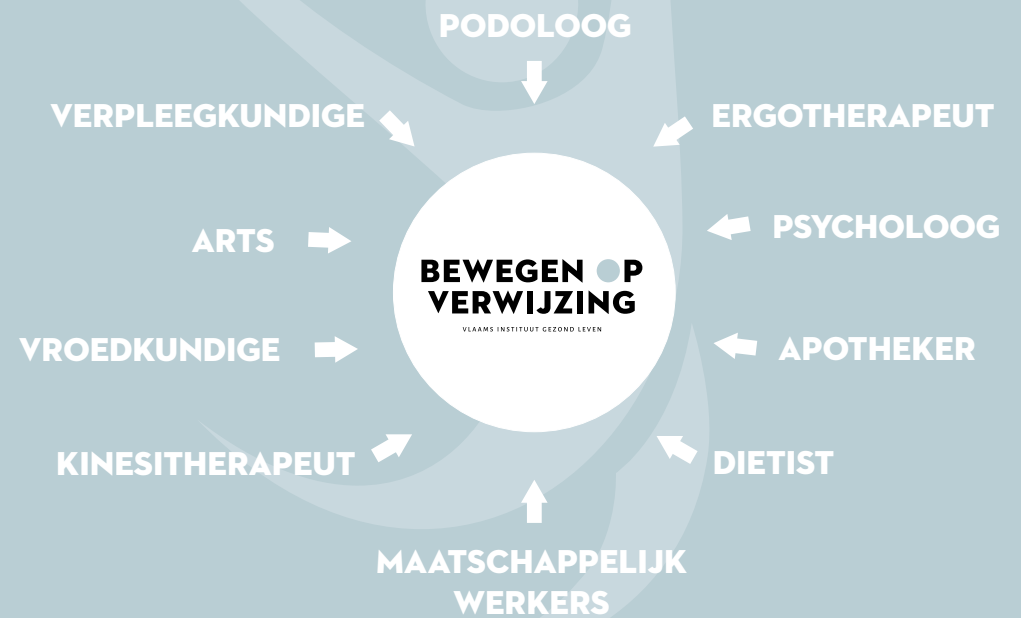 PODOLOOG
VERPLEEGKUNDIGE
ERGOTHERAPEUT
ARTS
PSYCHOLOOG
BEWEGEN OP
VERWIJZING
VLAAMS INSTITUUT GEZOND LEVEN
VROEDKUNDIGE
APOTHEKER
KINESITHERAPEUT
DIETIST
MAATSCHAPPELIJK
WERKERS